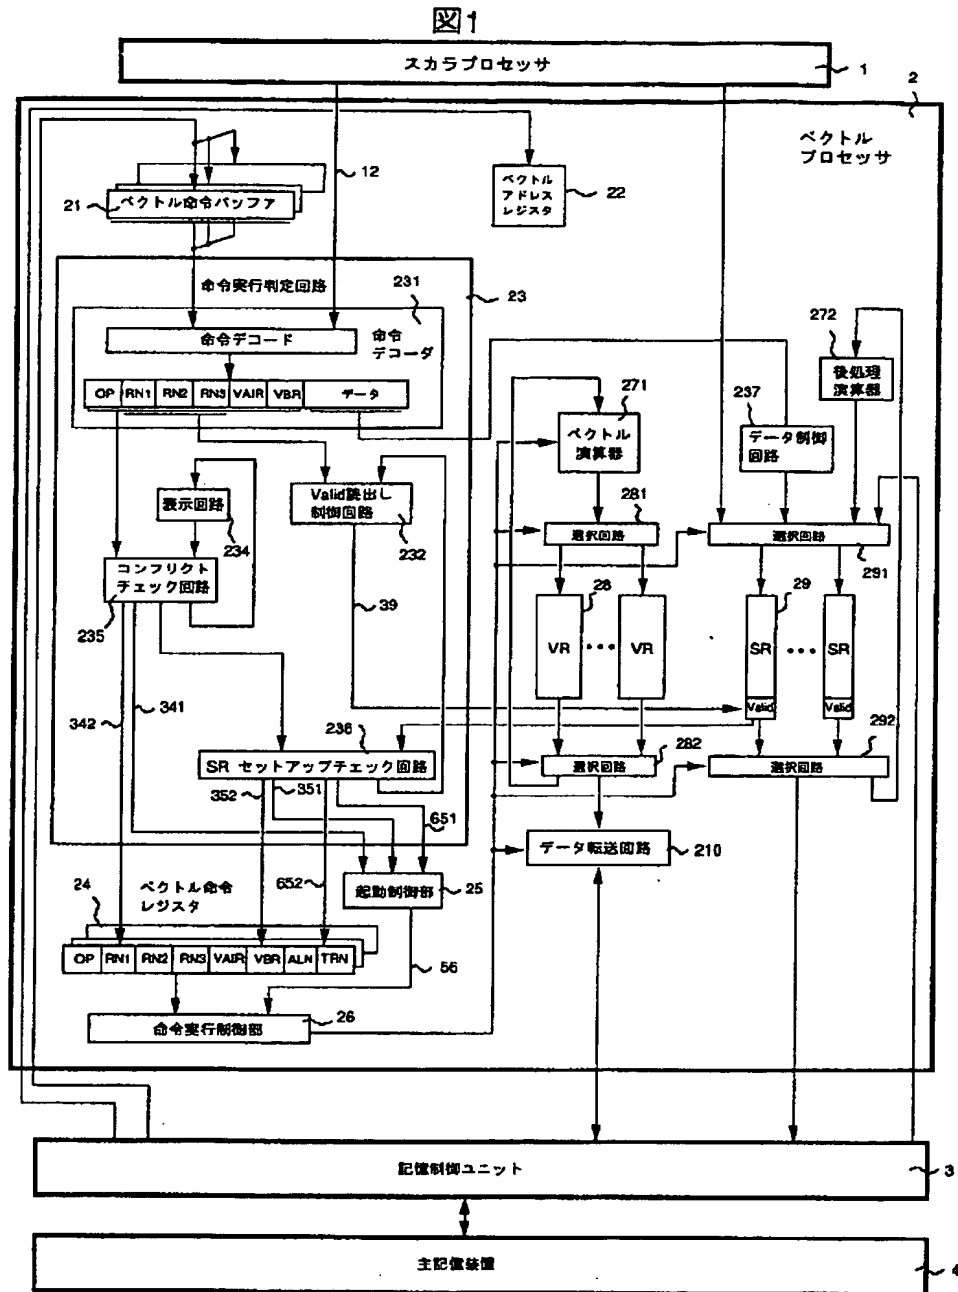 図1
スカラプロセッサ
1
2
ベクトル
プロセッサ
12
21
ベクトル命令バッファ
ベクトル
アドレス
レジスタ
22
命令実行判定回路
231
23
命令デコード
命令
デコーダ
OP RN1 RN2 RN3 VAIR VBR データ
272
後処理
演算器
271
ベクトル
演算器
237
データ制御
回路
表示回路
234
Valid読出し
制御回路
232
281
選択回路
選択回路
291
コンフリクト
チェック回路
235
39
28
29
VR ••• VR
SR ••• SR
Valid
Valid
342
341
236
SR セットアップチェック回路
282
選択回路
292
選択回路
352
351
651
データ転送回路
210
652
起動制御部
25
24
ベクトル命令
レジスタ
OP RN1 RN2 RN3 VAIR VBR ALN TRN
56
命令実行制御部
26
記憶制御ユニット
3
主記憶装置
4